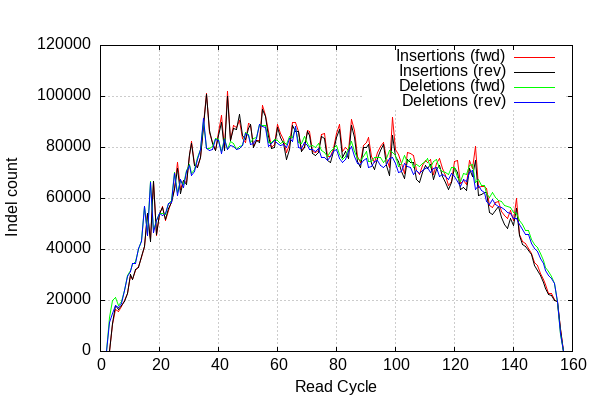 120000
100000
80000
60000
40000
20000
0
Indel count
Insertions (fwd)
Insertions (rev)
Deletions (fwd)
Deletions (rev)
0 20 40 60 80 100 120 140 160
Read Cycle